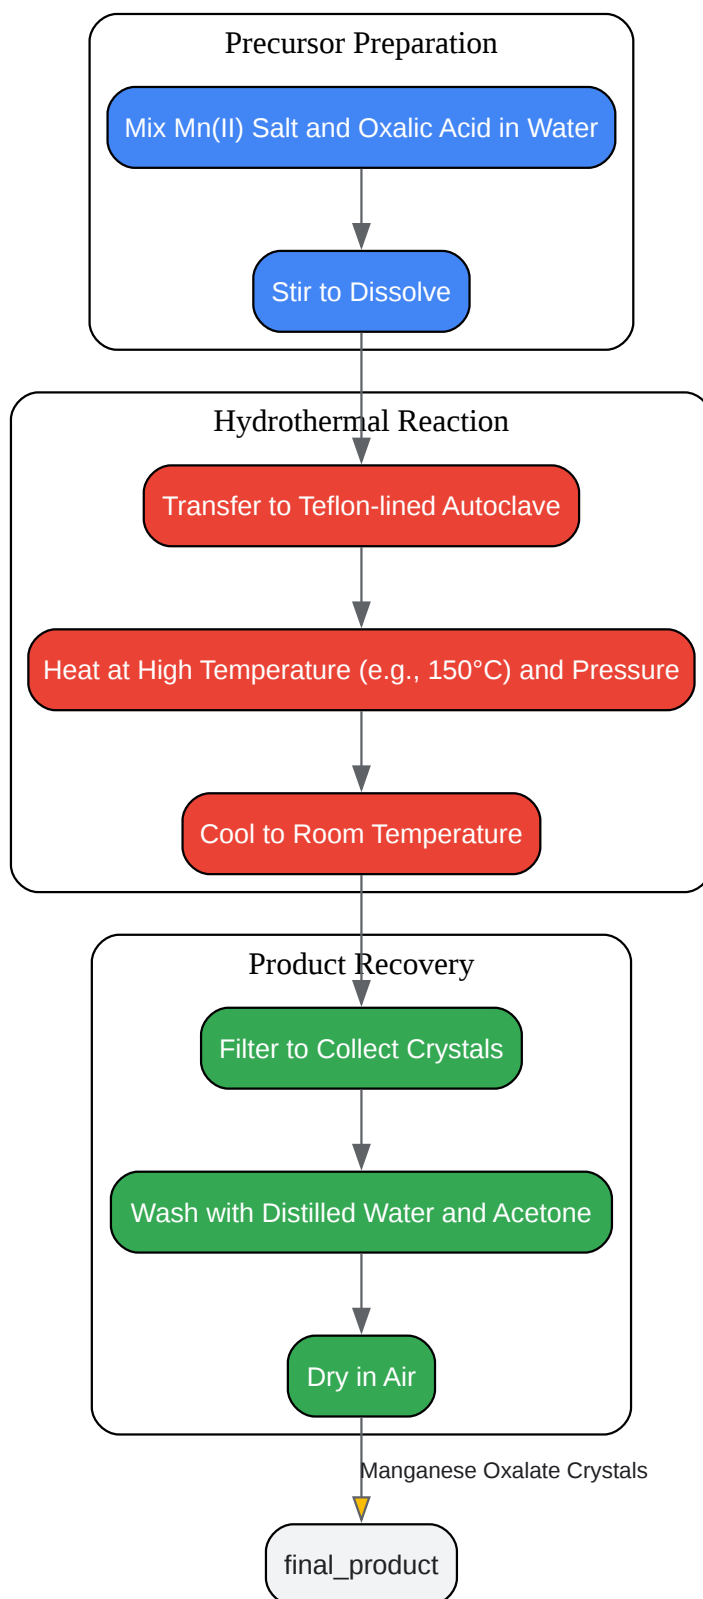 Precursor Preparation
Mix Mn(II) Salt and Oxalic Acid in Water
Stir to Dissolve
Hydrothermal Reaction
Transfer to Teflon-lined Autoclave
Heat at High Temperature (e.g., 150°C) and Pressure
Cool to Room Temperature
Product Recovery
Filter to Collect Crystals
Wash with Distilled Water and Acetone
Dry in Air
Manganese Oxalate Crystals
final_product